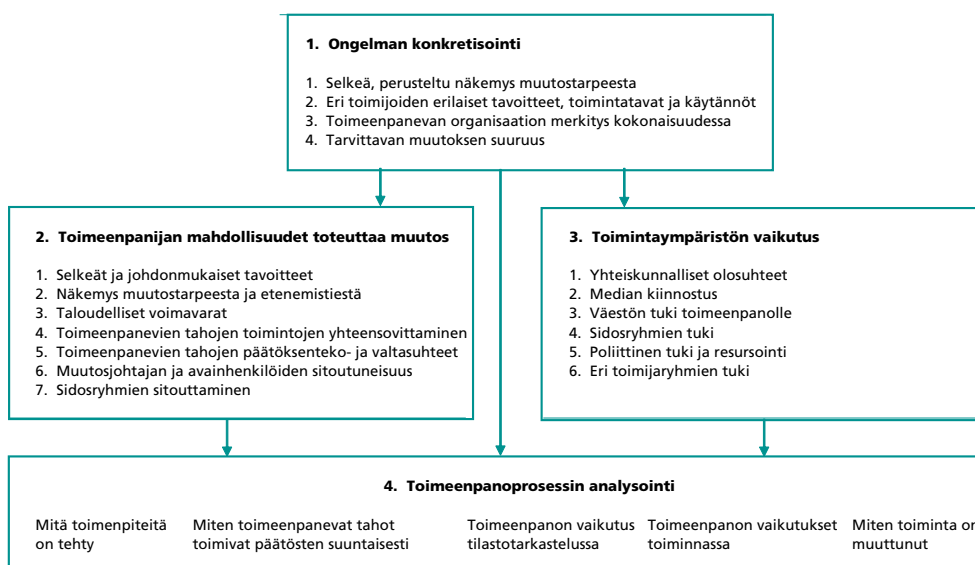 1. Ongelman konkretisointi
1. Selkeä, perusteltu näkemys muutostarpeesta
2. Eri toimijoiden erilaiset tavoitteet, toimintatavat ja käytännöt
3. Toimeenpanevan organisaation merkitys kokonaisuudessa
4. Tarvittavan muutoksen suuruus
2. Toimeenpanijan mahdollisuudet toteuttaa muutos
1. Selkeät ja johdonmukaiset tavoitteet
2. Näkemys muutostarpeesta ja etenemistiestä
3. Taloudelliset voimavarat
4. Toimeenpanevien tahojen toimintojen yhteensovittaminen
5. Toimeenpanevien tahojen päätöksenteko- ja valtasuhteet
6. Muutosjohtajan ja avainhenkilöiden sitoutuneisuus
7. Sidosryhmien sitouttaminen
3. Toimintaympäristön vaikutus
1. Yhteiskunnalliset olosuhteet
2. Median kiinnostus
3. Väestön tuki toimeenpanolle
4. Sidosryhmien tuki
5. Poliittinen tuki ja resursointi
6. Eri toimijaryhmien tuki
4. Toimeenpanoprosessin analysointi
Mitä toimenpiteitä
on tehty
Miten toimeenpanevat tahot
toimivat päätösten suuntaisesti
Toimeenpanon vaikutus
tilastotarkastelussa
Toimeenpanon vaikutukset
toiminnassa
Miten toiminta on
muuttunut